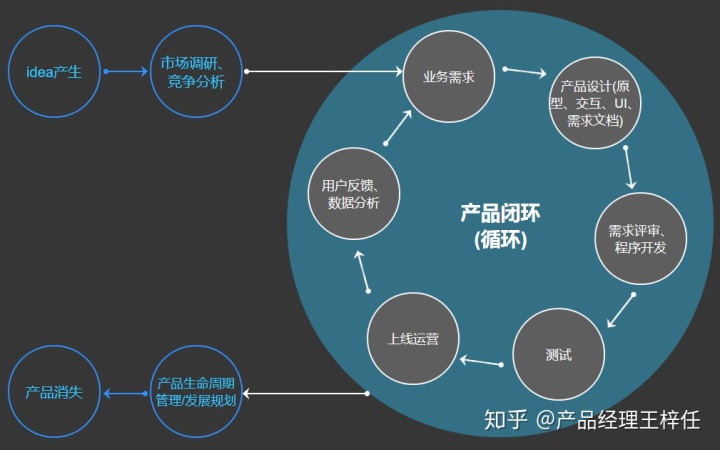 idea产生
市场调研、
竞争分析
业务需求
产品设计(原
型、交互、UI、
需求文档)
用户反馈、
数据分析
产品闭环
(循环)
需求评审、
程序开发
上线运营
测试
产品消失
产品生命周期
管理/发展规划
知乎 @产品经理王梓任